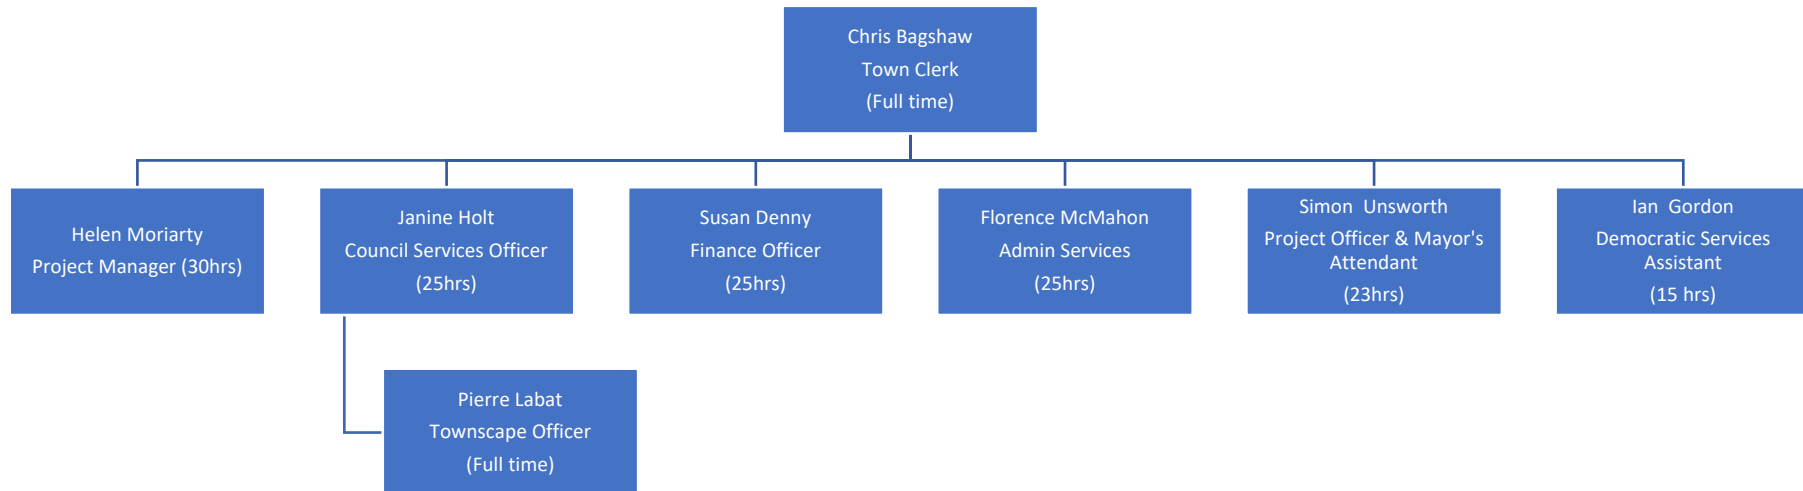 Chris Bagshaw
Town Clerk
(Full time)
Helen Moriarty
Project Manager (30hrs)
Janine Holt
Council Services Officer
(25hrs)
Susan Denny
Finance Officer
(25hrs)
Florence McMahon
Admin Services
(25hrs)
Simon  Unsworth
Project Officer & Mayor's
Attendant
(23hrs)
Ian  Gordon
Democratic Services
Assistant
(15 hrs)
Pierre Labat
Townscape Officer
(Full time)